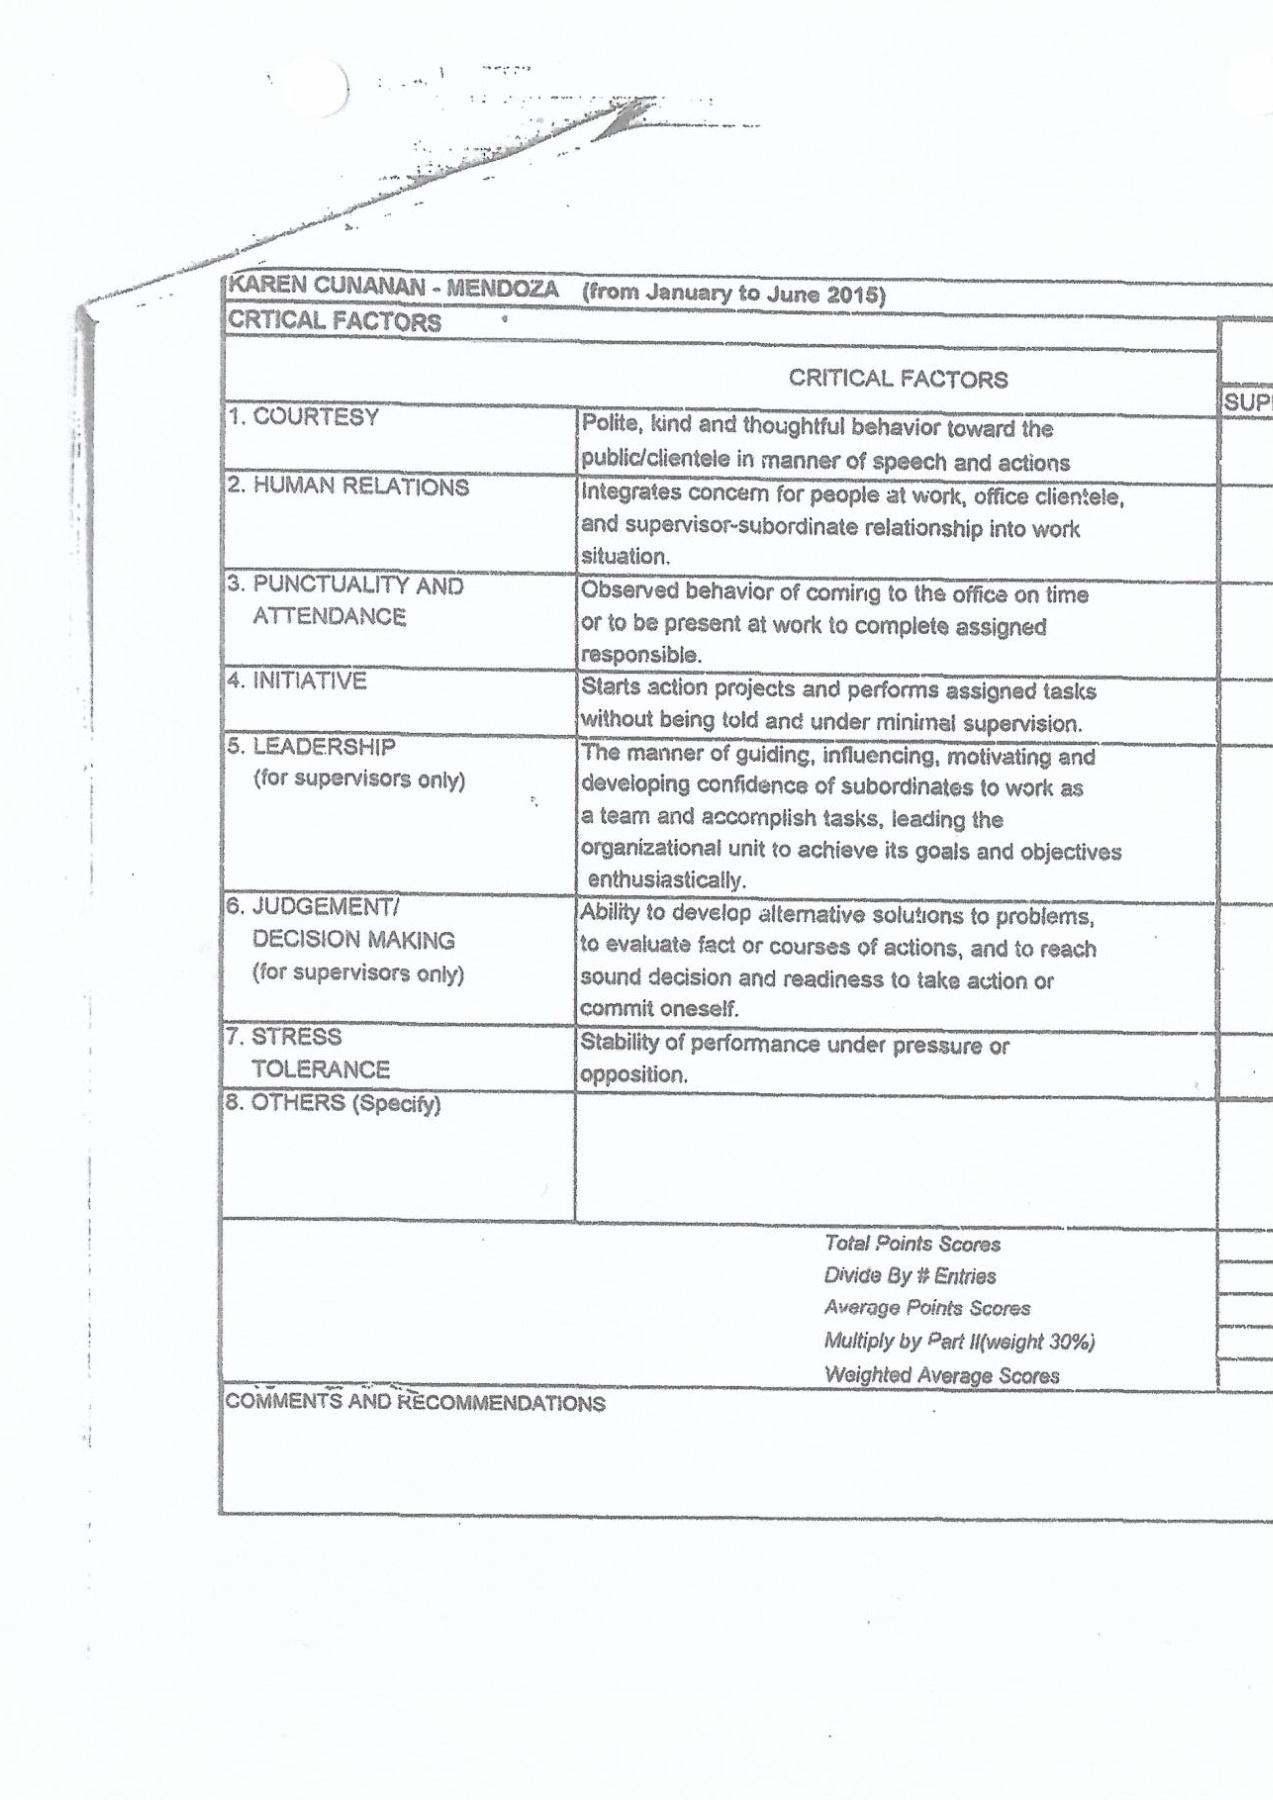 KAREN CUNANAN - MENDOZA (from January to June 2015)
CRTICAL FACTORS
CRITICAL FACTORS
SUP
1. COURTESY
Polite, kind and thoughtful behavior toward the
public/clientele in manner of speech and actions
2. HUMAN RELATIONS
Integrates concern for people at work, office clientele,
and supervisor-subordinate relationship into work
situation.
3. PUNCTUALITY AND
ATTENDANCE
Observed behavior of coming to the office on time
or to be present at work to complete assigned
responsible.
4. INITIATIVE
Starts action projects and performs assigned tasks
without being told and under minimal supervision.
5. LEADERSHIP
(for supervisors only)
The manner of guiding, influencing, motivating and
developing confidence of subordinates to work as
a team and accomplish tasks, leading the
organizational unit to achieve its goals and objectives
enthusiastically.
6. JUDGEMENT/
DECISION MAKING
(for supervisors only)
Ability to develop alternative solutions to problems,
to evaluate fact or courses of actions, and to reach
sound decision and readiness to take action or
commit oneself.
7. STRESS
TOLERANCE
Stability of performance under pressure or
opposition.
8. OTHERS (Specify)
Total Points Scores
Divide By # Entries
Average Points Scores
Multiply by Part II(weight 30%)
Weighted Average Scores
COMMENTS AND RECOMMENDATIONS